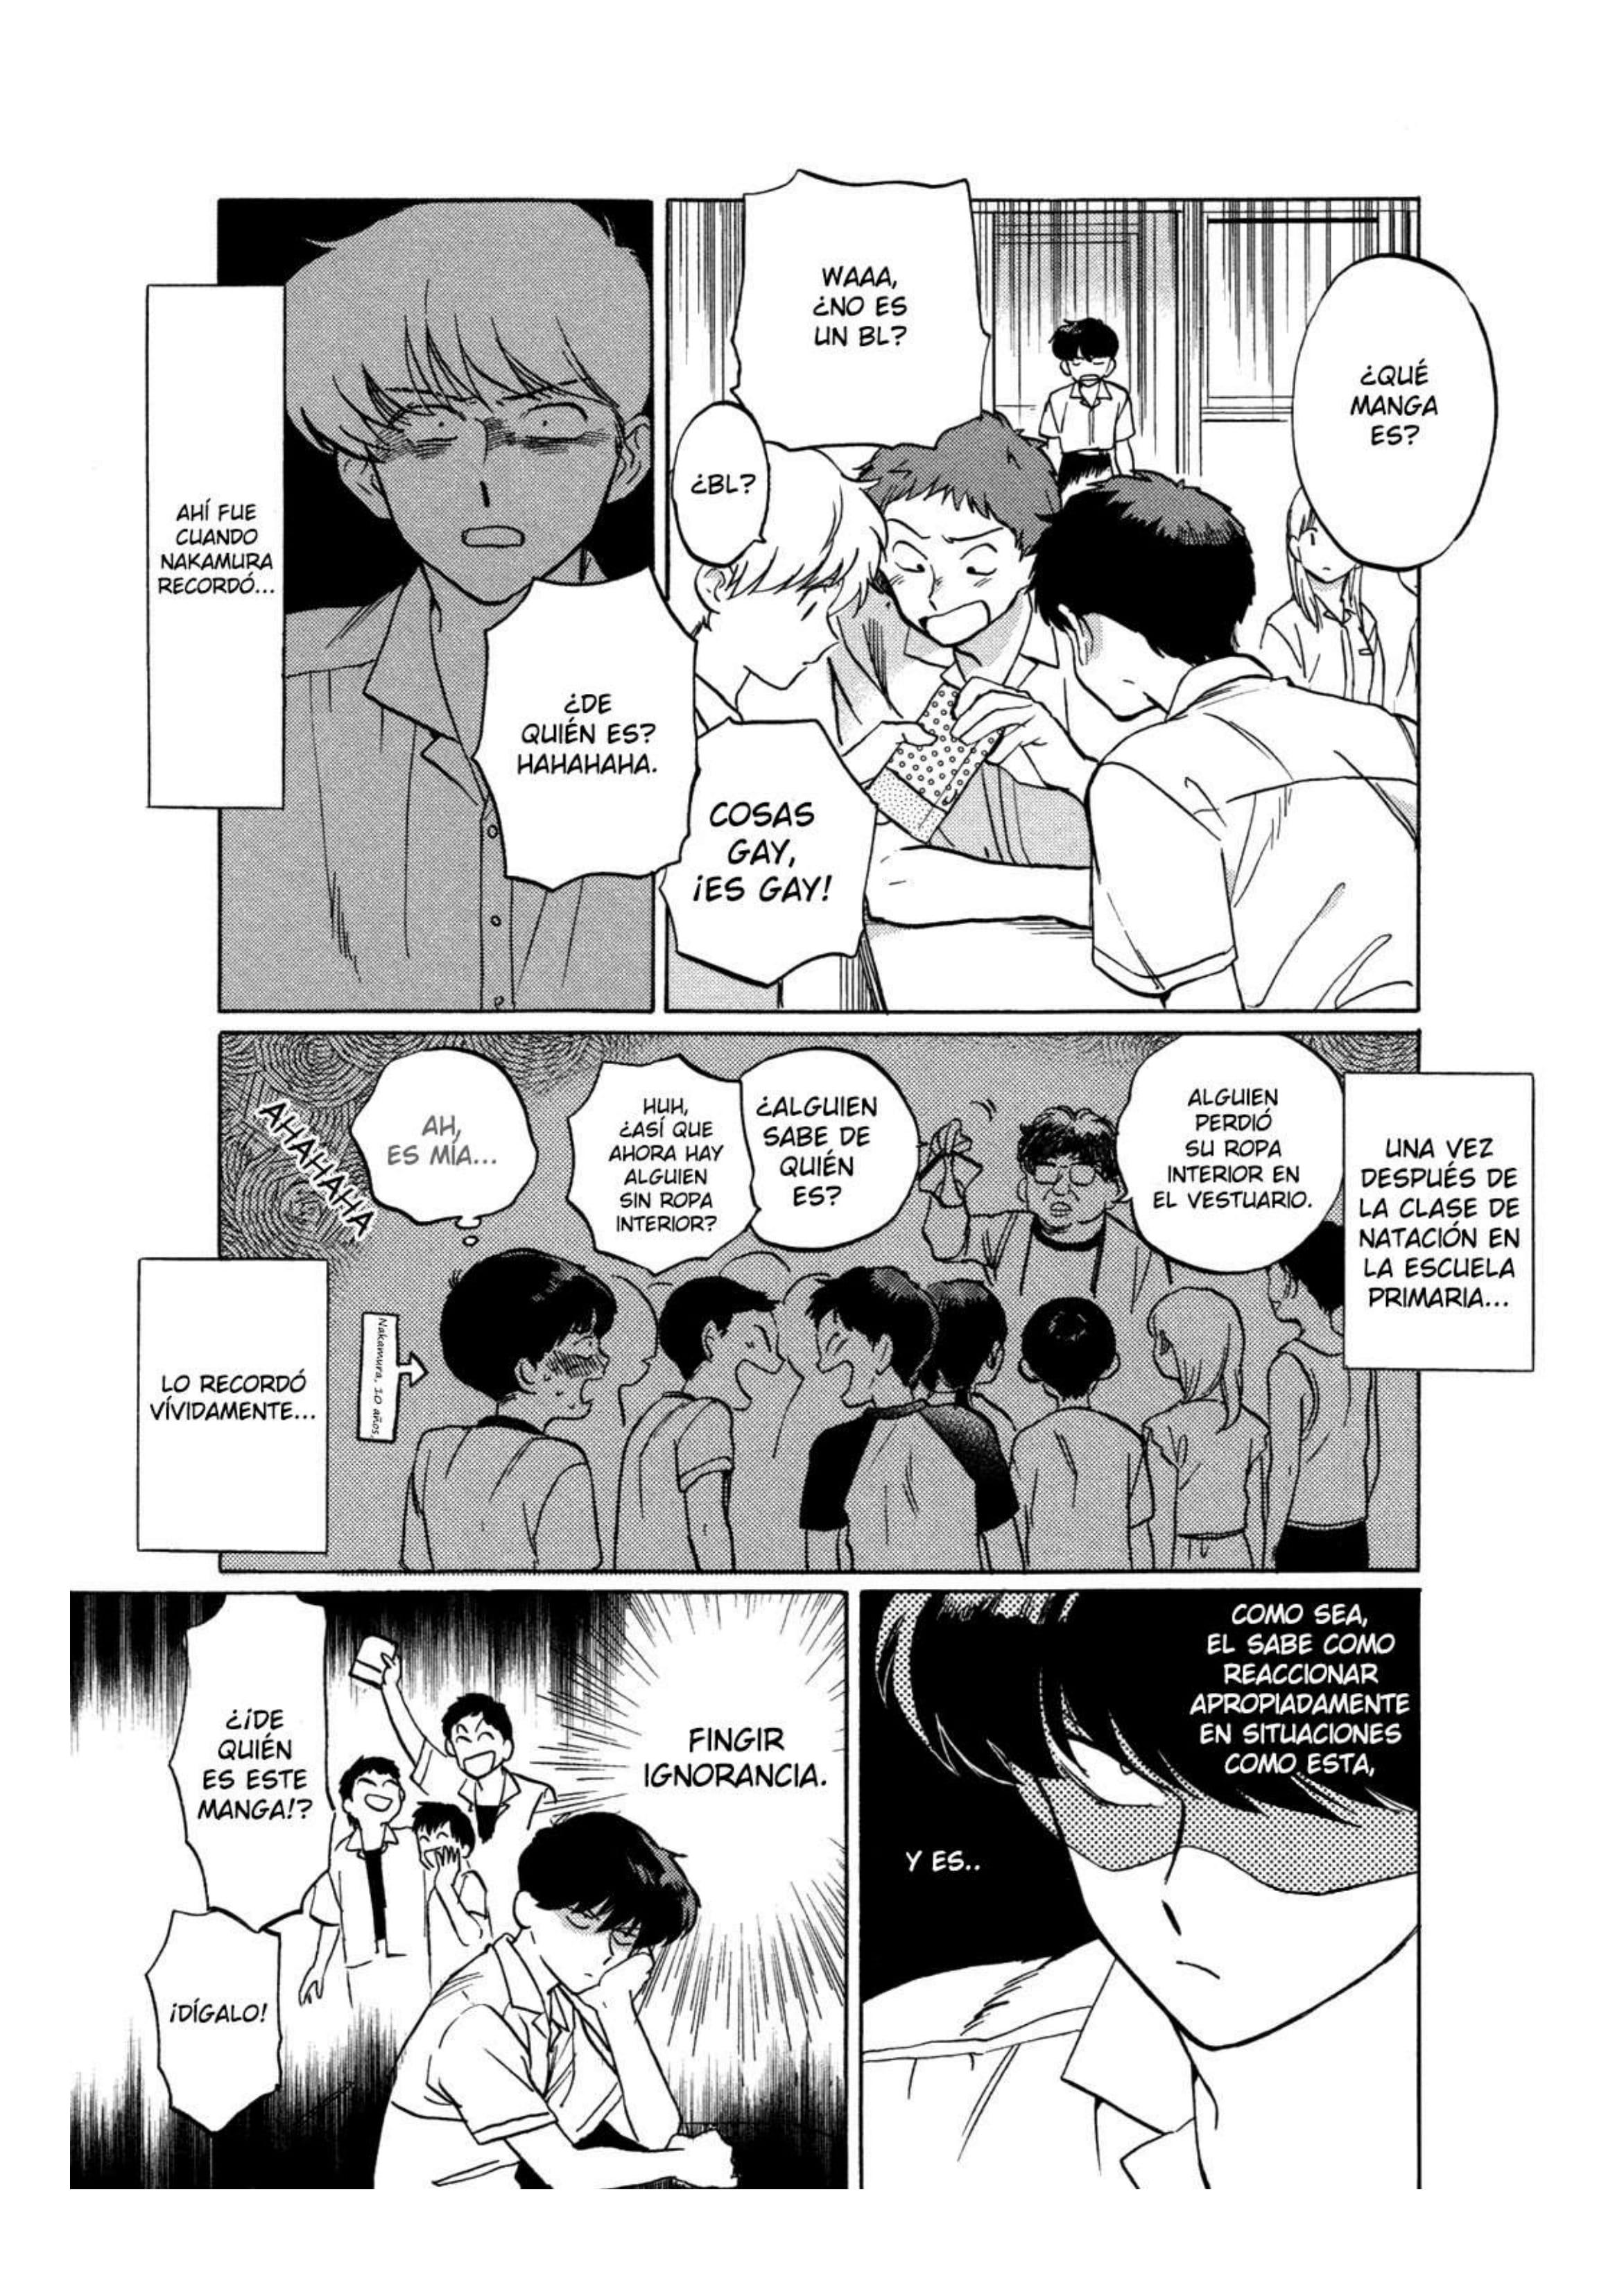 ¿QUÉ
MANGA
ES?
WAAA,
¿NO ES
UN BL?
¿BL?
COSAS
GAY,
¡ES GAY!
¿DE
QUIÉN ES?
HAHAHAHA.
AHÍ FUE
CUANDO
NAKAMURA
RECORDÓ...
UNA VEZ
DESPUÉS DE
LA CLASE DE
NATACIÓN EN
LA ESCUELA
PRIMARIA...
ALGUIEN
PERDIÓ
SU ROPA
INTERIOR EN
EL VESTUARIO.
¿ALGUIEN
SABE DE
QUIÉN
ES?
HUH,
¿ASÍ QUE
AHORA HAY
ALGUIEN
SIN ROPA
INTERIOR?
AH,
ES MÍA...
AHAHAHA
Nakamura, 10 años.
LO RECORDÓ
VÍVIDAMENTE...
COMO SEA,
EL SABE COMO
REACCIONAR
APROPIADAMENTE
EN SITUACIONES
COMO ESTA,
Y ES..
FINGIR
IGNORANCIA.
¿¡DE
QUIÉN
ES ESTE
MANGA!?
¡DÍGALO!